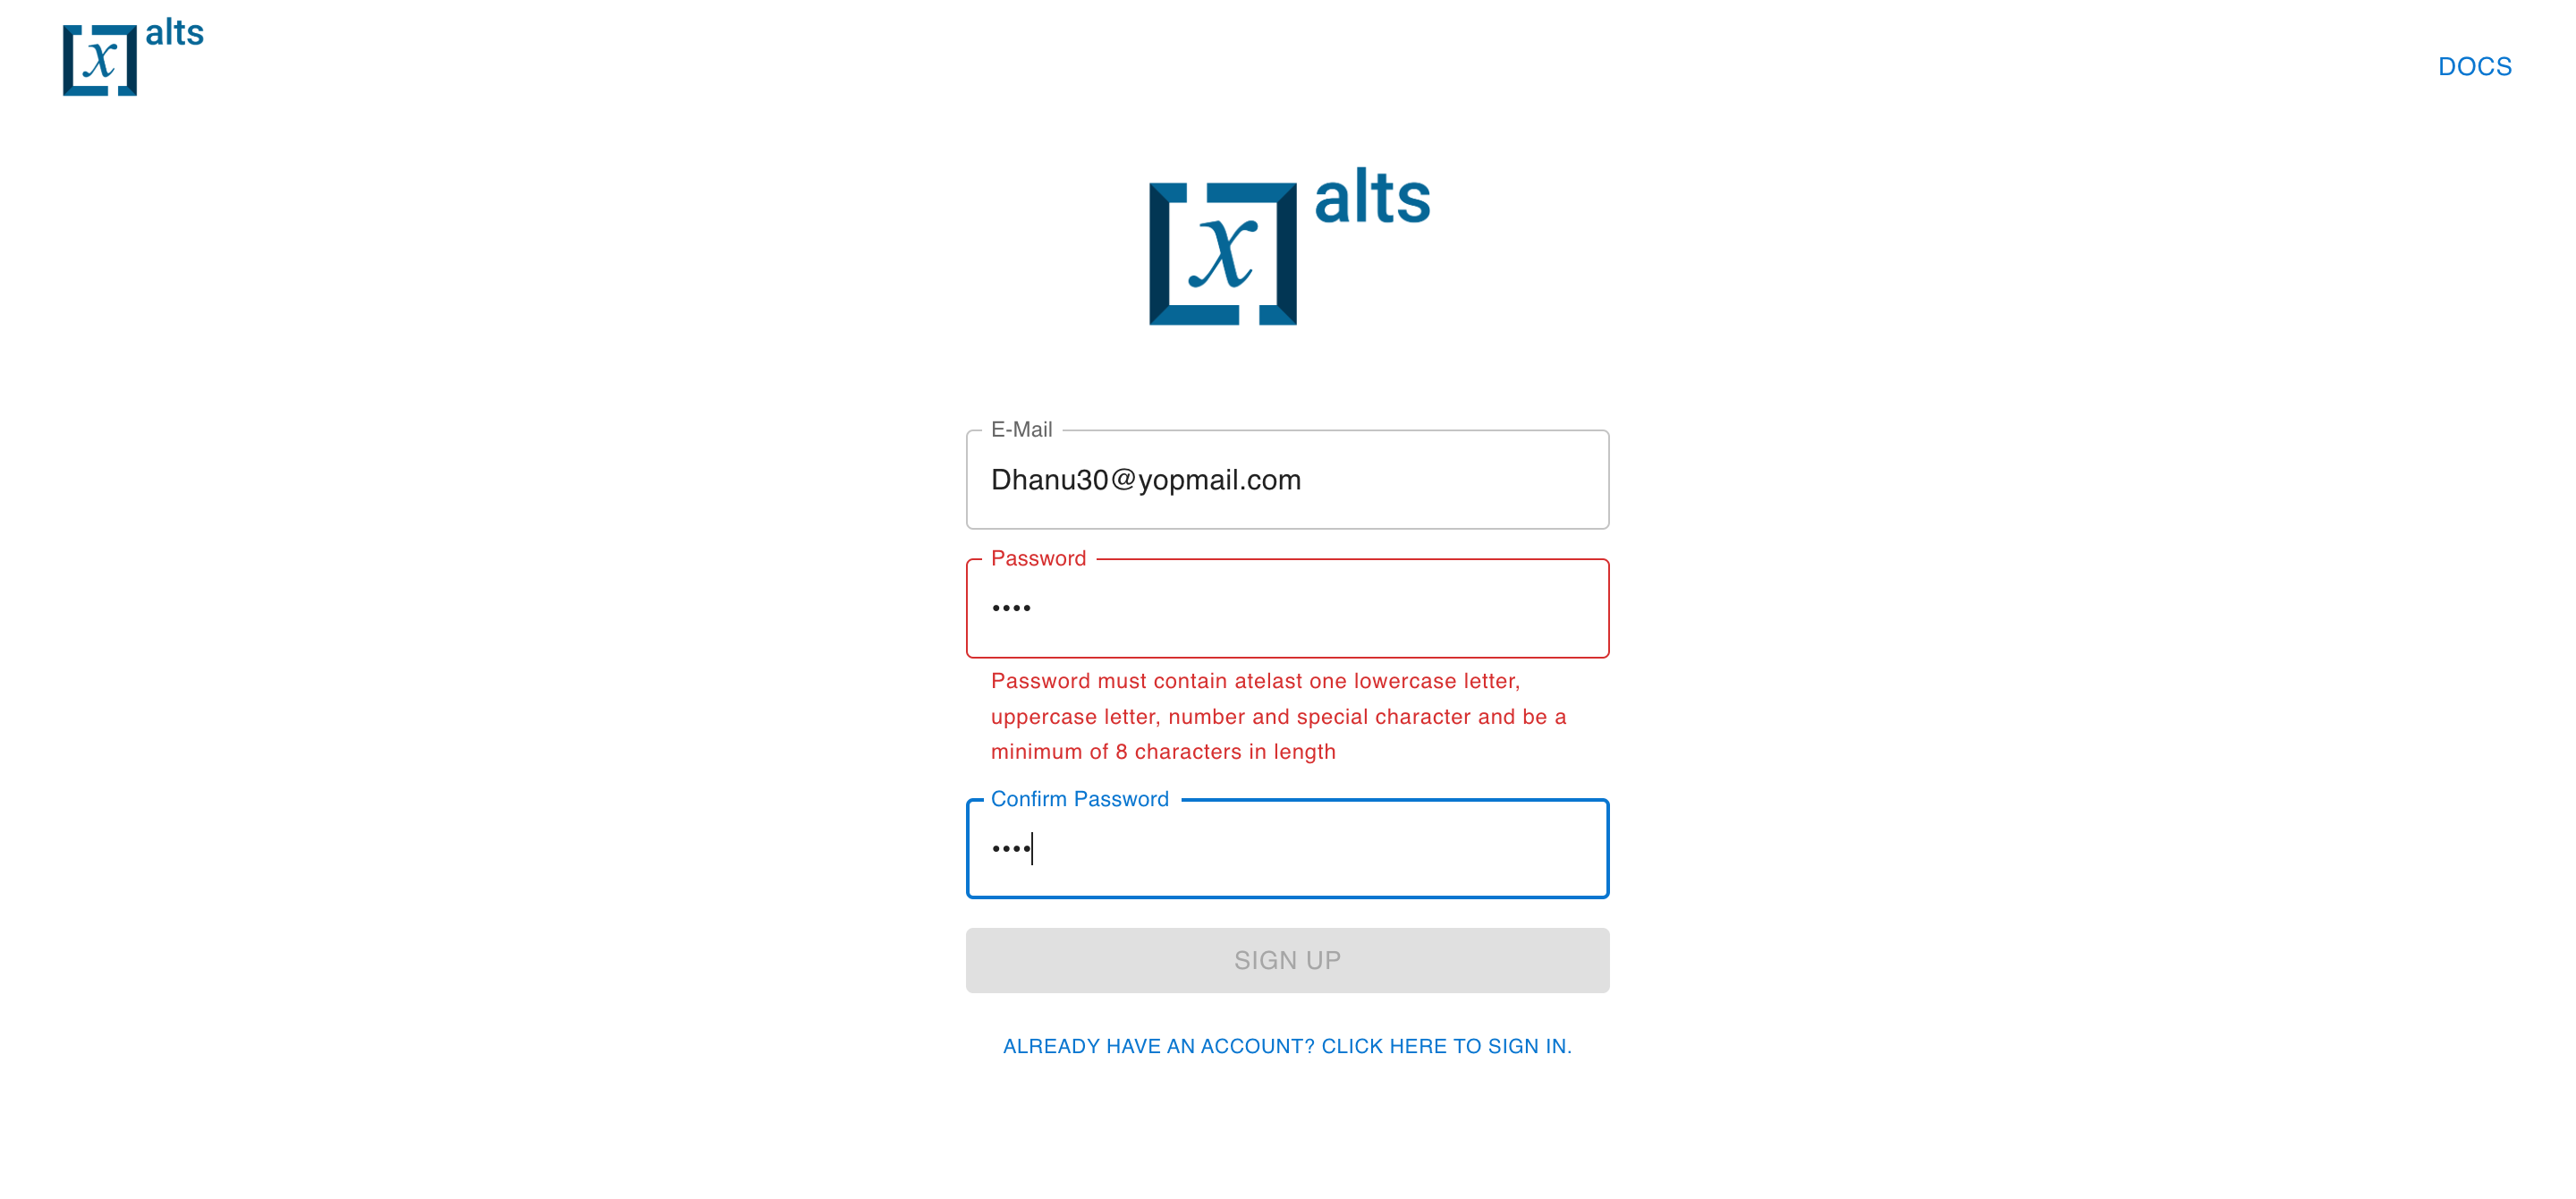 x alts
DOCS
x alts
E-Mail
Dhanu30@yopmail.com
Password
••••
Password must contain atelast one lowercase letter,
uppercase letter, number and special character and be a
minimum of 8 characters in length
Confirm Password
••••
SIGN UP
ALREADY HAVE AN ACCOUNT? CLICK HERE TO SIGN IN.